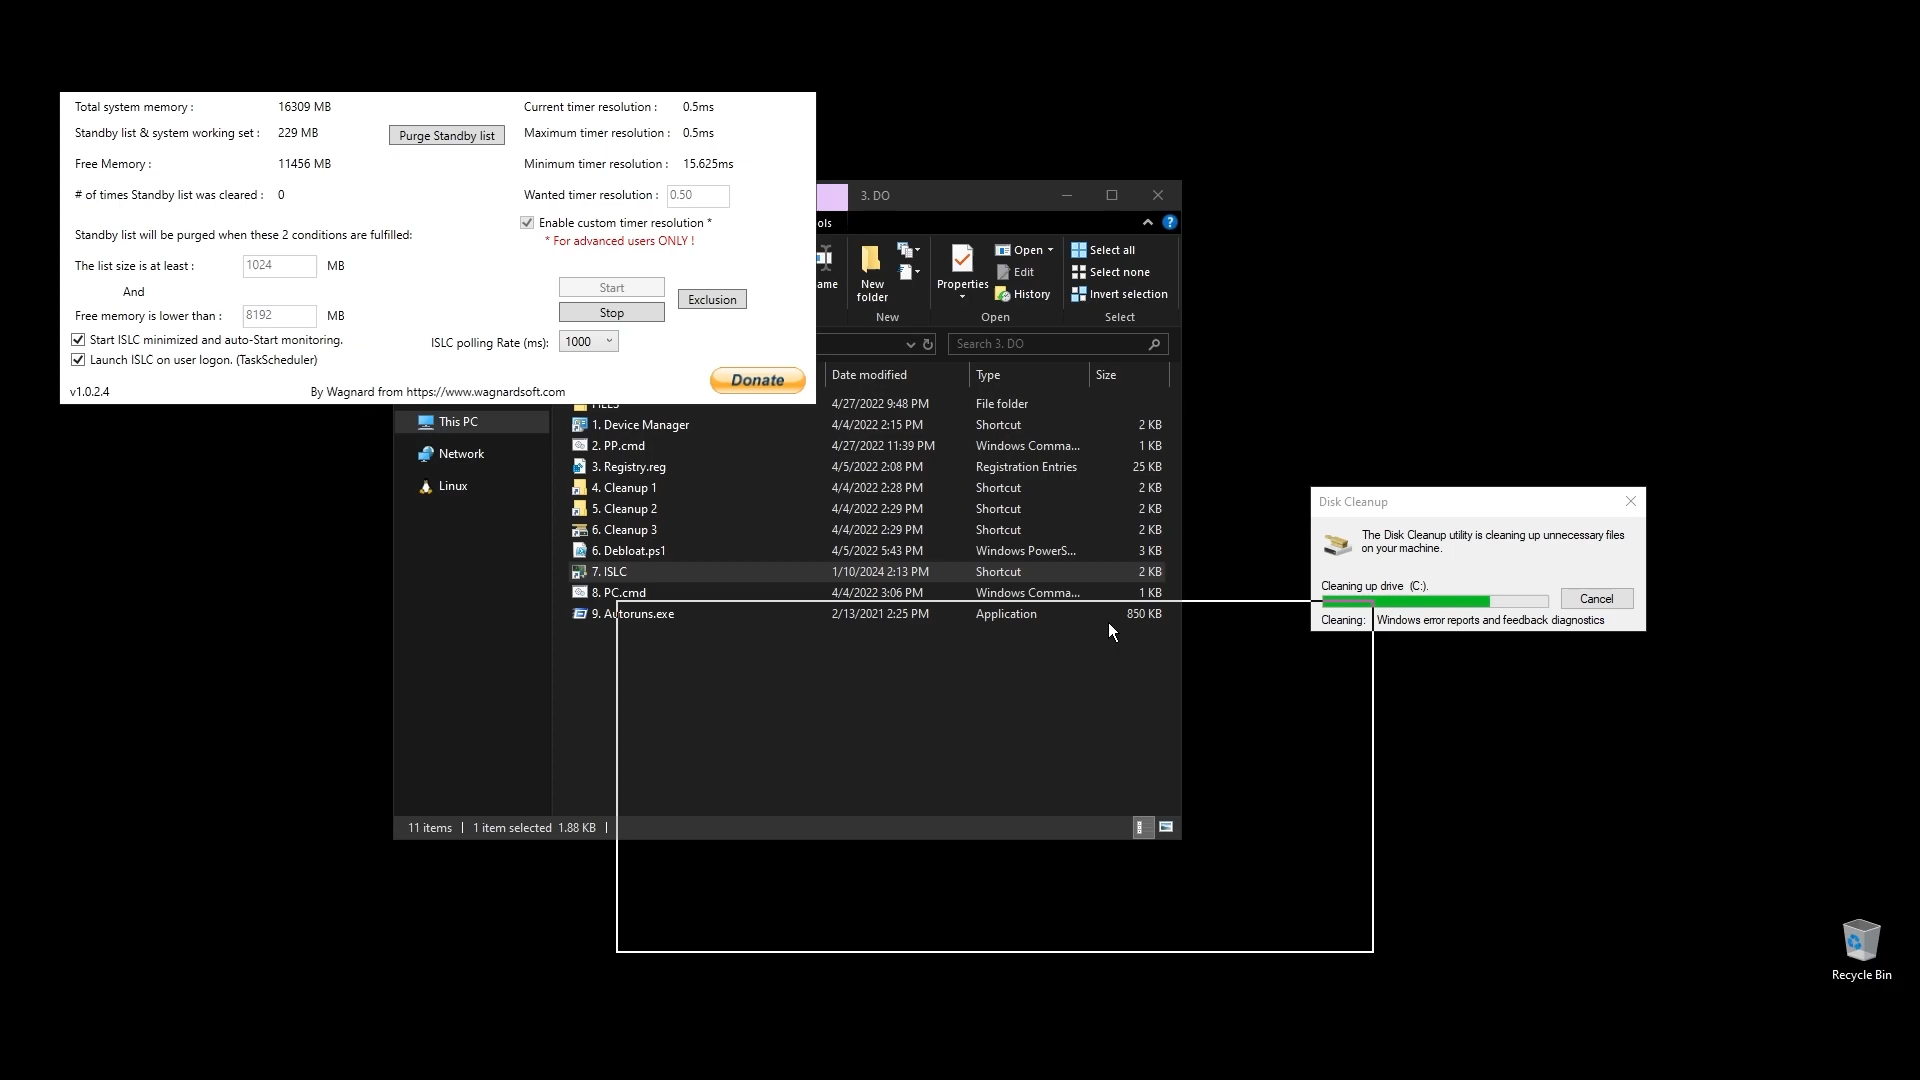 Total system memory : 16309 MB
Standby list & system working set : 229 MB
Purge Standby list
Free Memory : 11456 MB
# of times Standby list was cleared : 0
Standby list will be purged when these 2 conditions are fulfilled:
The list size is at least : 1024 MB
And
Free memory is lower than : 8192 MB
Start ISLC minimized and auto-Start monitoring.
Launch ISLC on user logon. (TaskScheduler)
v1.0.2.4
By Wagnard from https://www.wagnardsoft.com
Current timer resolution : 0.5ms
Maximum timer resolution : 0.5ms
Minimum timer resolution : 15.625ms
Wanted timer resolution : 0.50
Enable custom timer resolution *
* For advanced users ONLY !
Start
Stop
Exclusion
ISLC polling Rate (ms): 1000
Donate
3. DO
ols
ame
New
folder
New
Properties
Open
Edit
History
Open
Select all
Select none
Invert selection
Select
Search 3. DO
Date modified Type Size
This PC
Network
Linux
4/27/2022 9:48 PM File folder
1. Device Manager 4/4/2022 2:15 PM Shortcut 2 KB
2. PP.cmd 4/27/2022 11:39 PM Windows Comma... 1 KB
3. Registry.reg 4/5/2022 2:08 PM Registration Entries 25 KB
4. Cleanup 1 4/4/2022 2:28 PM Shortcut 2 KB
5. Cleanup 2 4/4/2022 2:29 PM Shortcut 2 KB
6. Cleanup 3 4/4/2022 2:29 PM Shortcut 2 KB
6. Debloat.ps1 4/5/2022 5:43 PM Windows PowerS... 3 KB
7. ISLC 1/10/2024 2:13 PM Shortcut 2 KB
8. PC.cmd 4/4/2022 3:06 PM Windows Comma... 1 KB
9. Autoruns.exe 2/13/2021 2:25 PM Application 850 KB
11 items 1 item selected 1.88 KB
Disk Cleanup
The Disk Cleanup utility is cleaning up unnecessary files
on your machine.
Cleaning up drive (C:).
Cancel
Cleaning: Windows error reports and feedback diagnostics
Recycle Bin